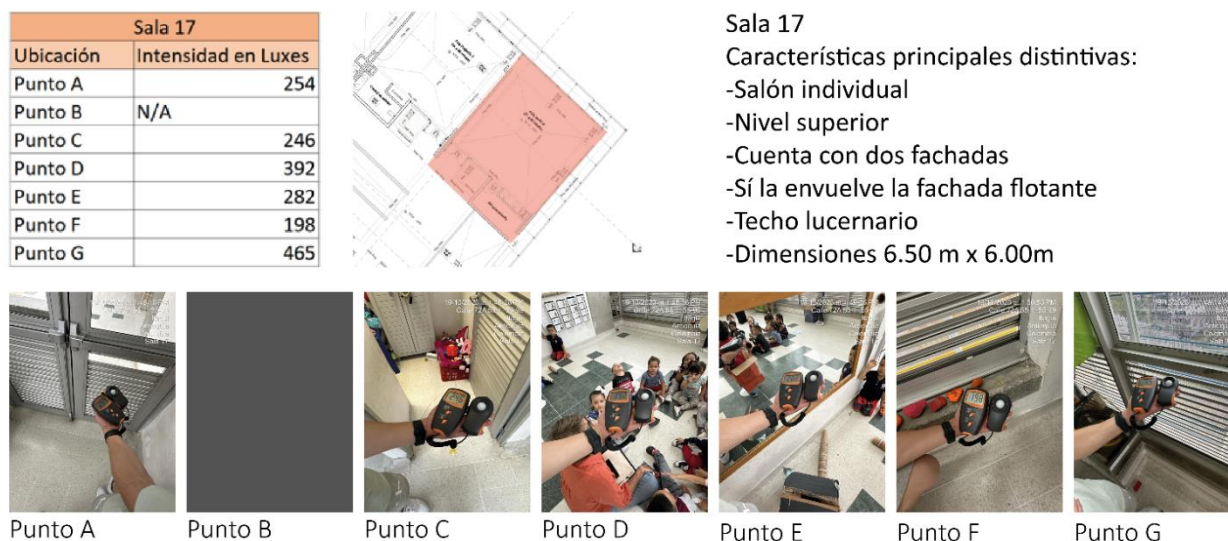 Sala 17
Ubicación Intensidad en Luxes
Punto A 254
Punto B N/A
Punto C 246
Punto D 392
Punto E 282
Punto F 198
Punto G 465
Sala 17
Características principales distintivas:
-Salón individual
-Nivel superior
-Cuenta con dos fachadas
-Sí la envuelve la fachada flotante
-Techo lucernario
-Dimensiones 6.50 m x 6.00m
Punto A
Punto B
Punto C
Punto D
Punto E
Punto F
Punto G